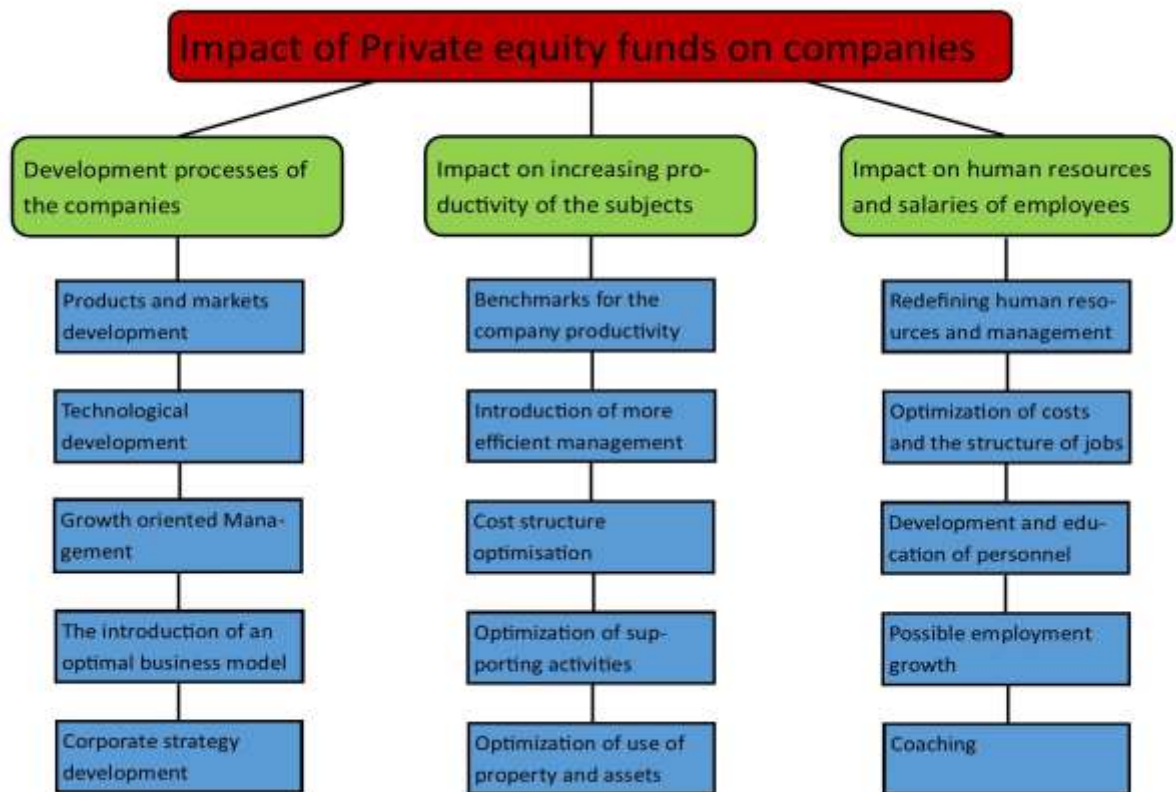 Impact of Private equity funds on companies
Development processes of
the companies
Impact on increasing pro-
ductivity of the subjects
Impact on human resources
and salaries of employees
Products and markets
development
Technological
development
Growth oriented Mana-
gement
The introduction of an
optimal business model
Corporate strategy
development
Benchmarks for the
company productivity
Introduction of more
efficient management
Cost structure
optimisation
Optimization of sup-
porting activities
Optimization of use of
property and assets
Redefining human reso-
urces and management
Optimization of costs
and the structure of jobs
Development and edu-
cation of personnel
Possible employment
growth
Coaching